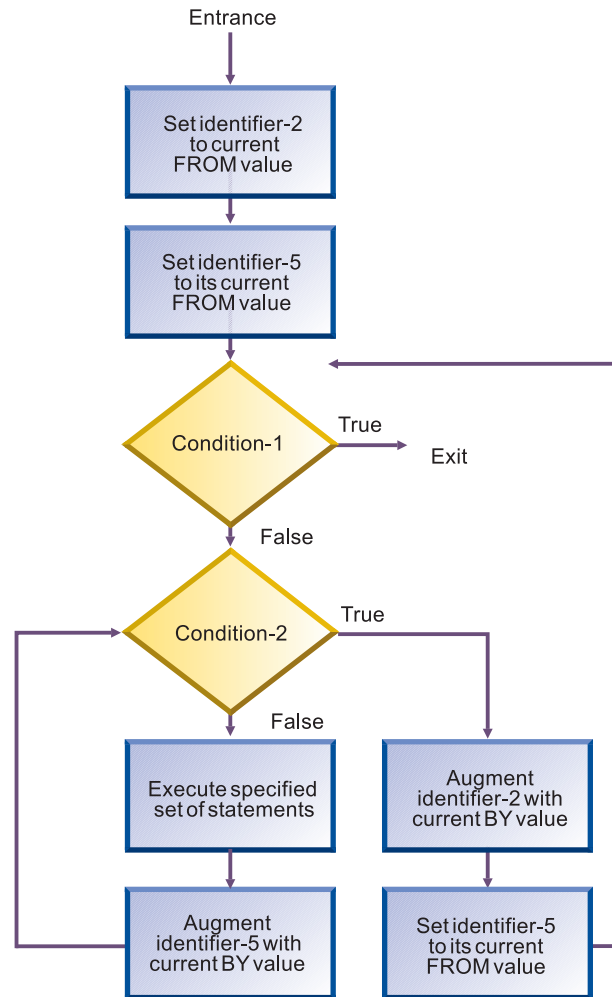 Entrance
Set identifier-2
to current
FROM value
Set identifier-5
to its current
FROM value
Condition-1
True
Exit
False
Condition-2
True
False
Execute specified
set of statements
Augment
identifier-2 with
current BY value
Augment
identifier-5 with
current BY value
Set identifier-5
to its current
FROM value